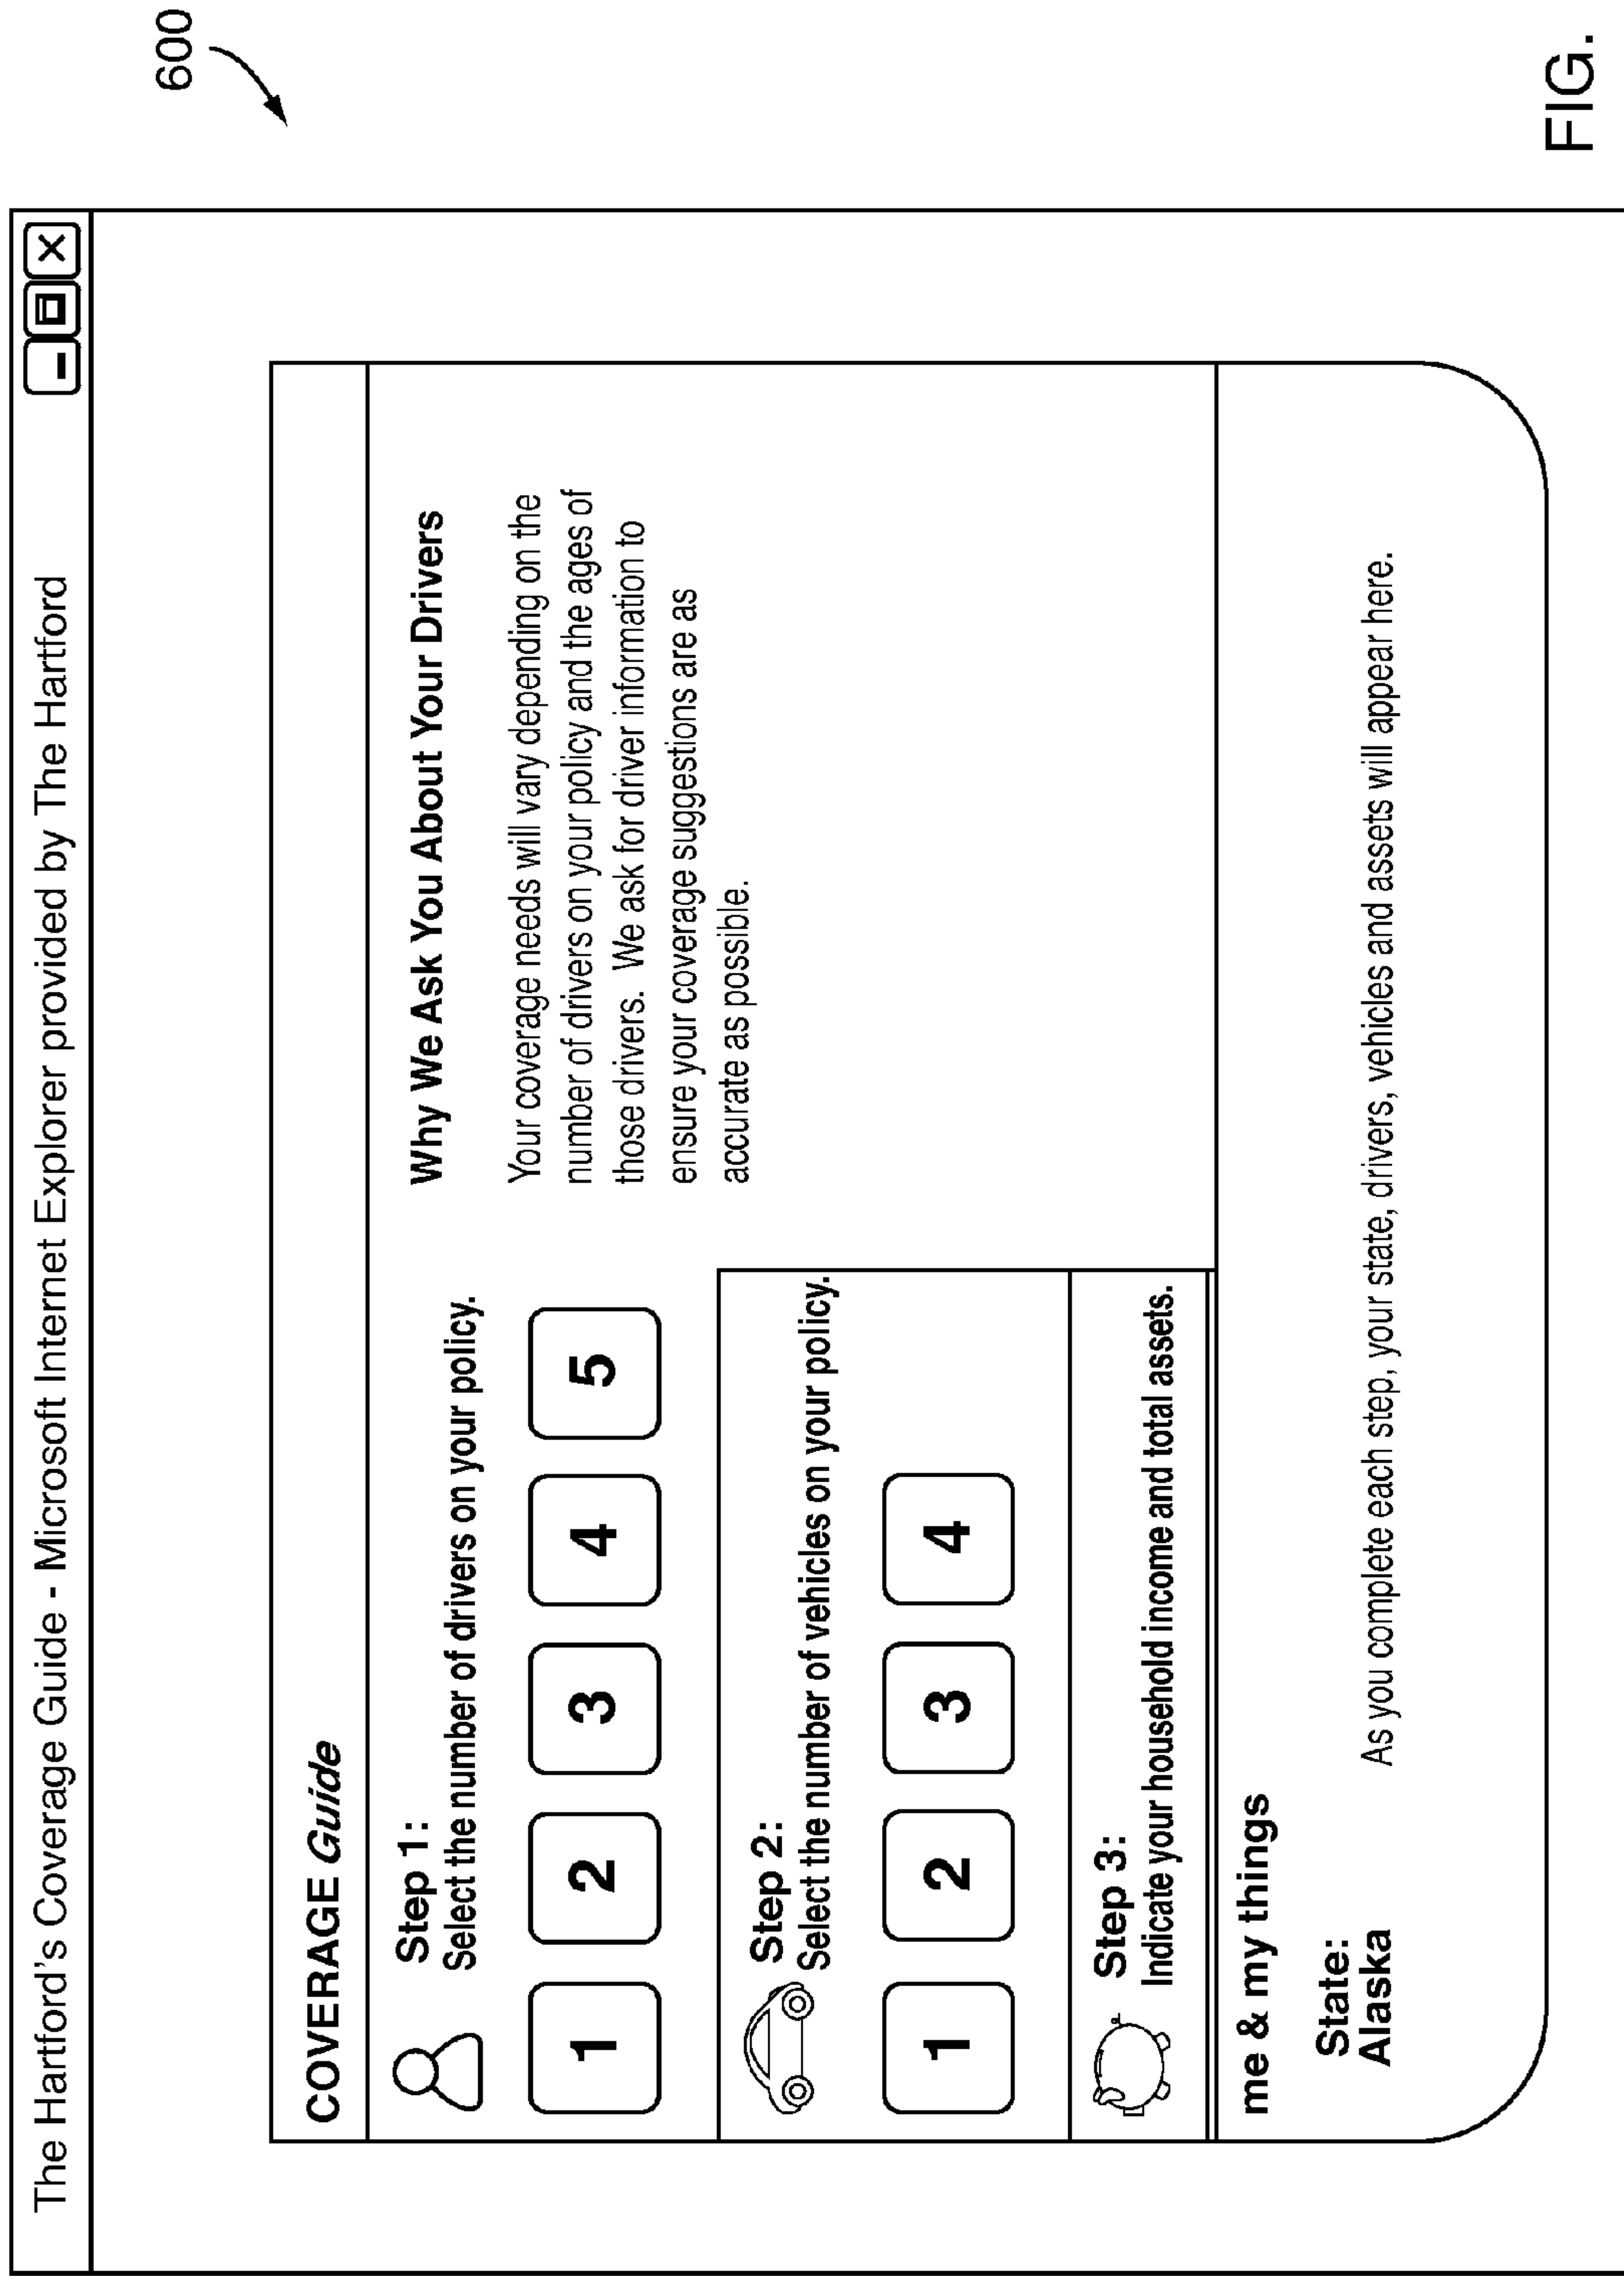 The Hartford's Coverage Guide - Microsoft Internet Explorer provided by The Hartford
600
COVERAGE Guide
Step 1:
Select the number of drivers on your policy.
1 2 3 4 5
Why We Ask You About Your Drivers
Your coverage needs will vary depending on the
number of drivers on your policy and the ages of
those drivers. We ask for driver information to
ensure your coverage suggestions are as
accurate as possible.
Step 2:
Select the number of vehicles on your policy.
1 2 3 4
Step 3:
Indicate your household income and total assets.
me & my things
State:
Alaska
As you complete each step, your state, drivers, vehicles and assets will appear here.
FIG.